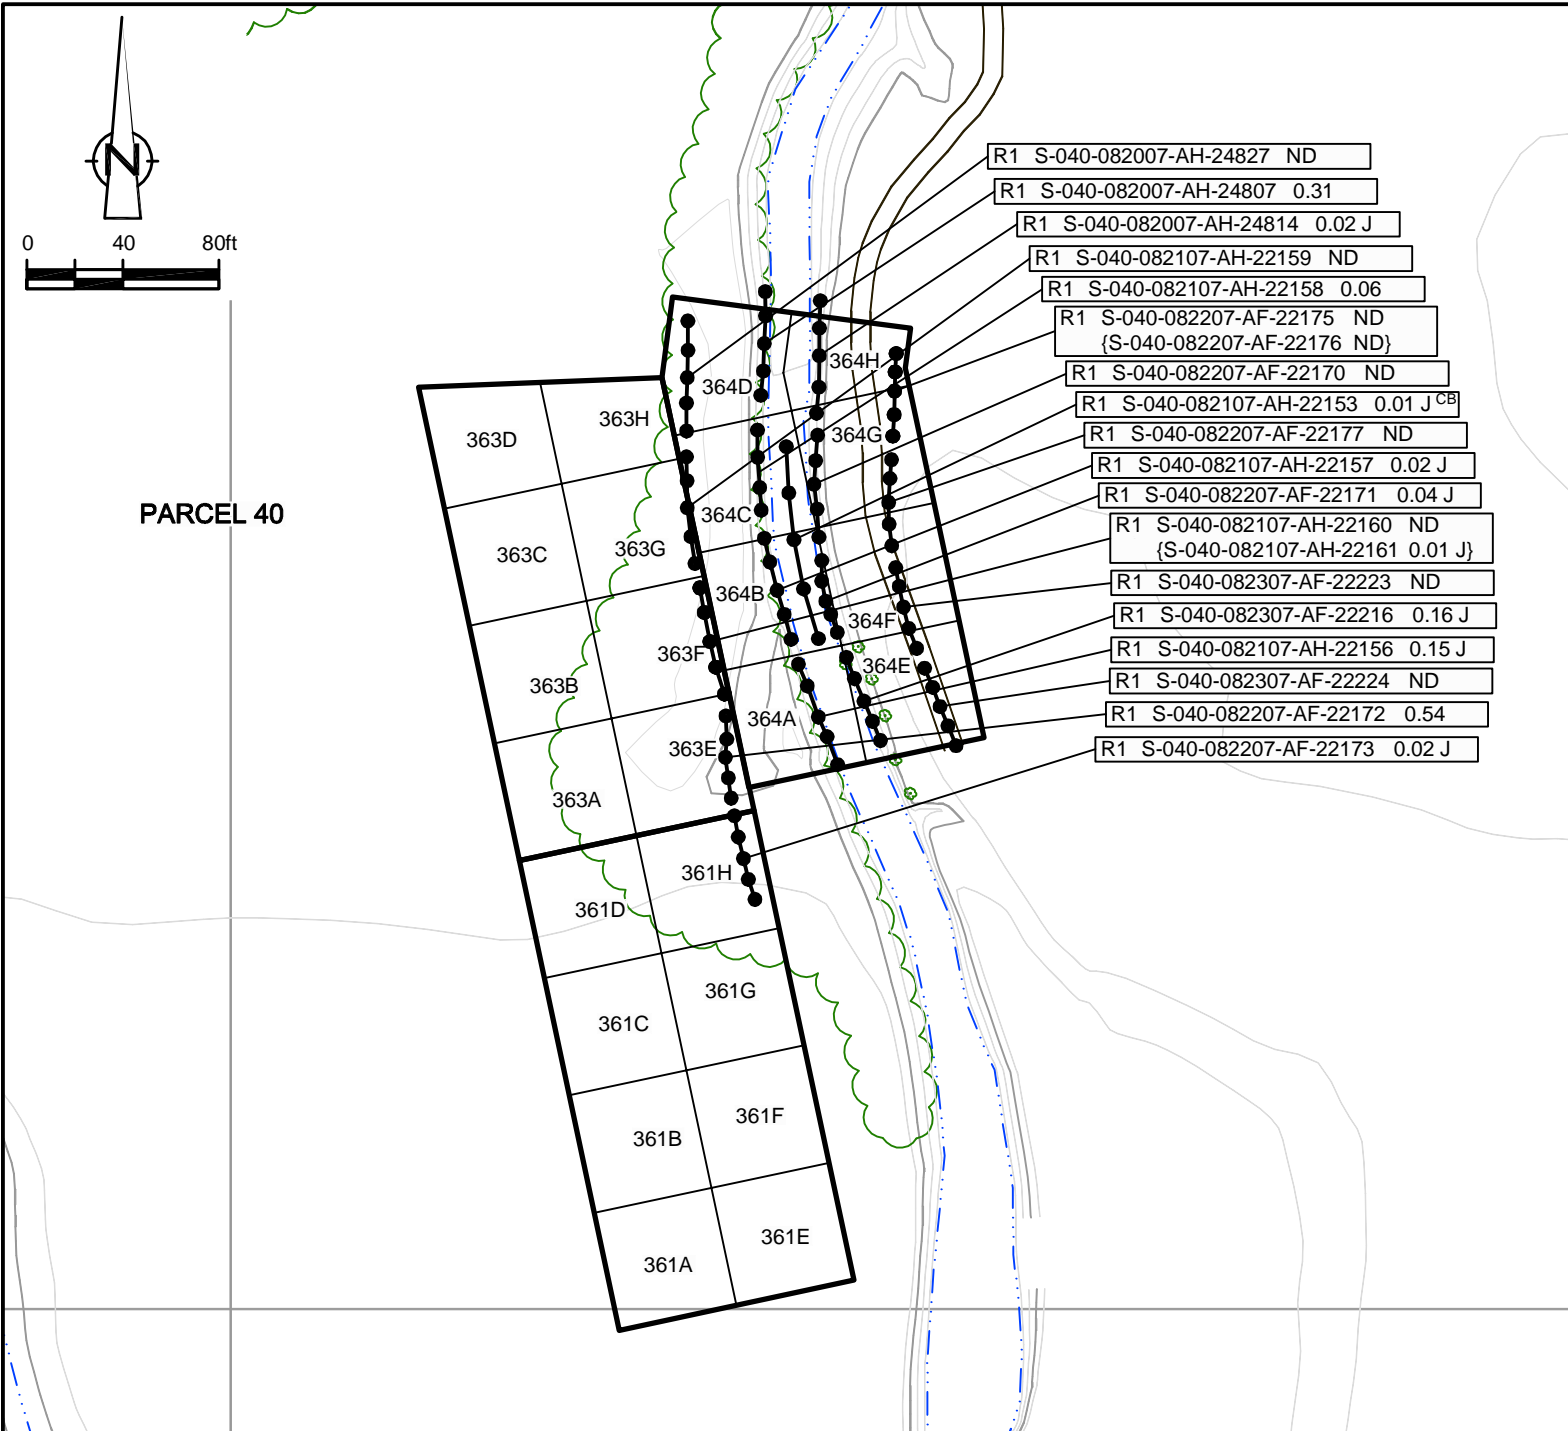 N
0 40 80ft
PARCEL 40
R1 S-040-082007-AH-24827 ND
R1 S-040-082007-AH-24807 0.31
R1 S-040-082007-AH-24814 0.02 J
R1 S-040-082107-AH-22159 ND
R1 S-040-082107-AH-22158 0.06
R1 S-040-082207-AF-22175 ND
{S-040-082207-AF-22176 ND}
R1 S-040-082207-AF-22170 ND
R1 S-040-082107-AH-22153 0.01 J CB
R1 S-040-082207-AF-22177 ND
R1 S-040-082107-AH-22157 0.02 J
R1 S-040-082207-AF-22171 0.04 J
R1 S-040-082107-AH-22160 ND
{S-040-082107-AH-22161 0.01 J}
R1 S-040-082307-AF-22223 ND
R1 S-040-082307-AF-22216 0.16 J
R1 S-040-082107-AH-22156 0.15 J
R1 S-040-082307-AF-22224 ND
R1 S-040-082207-AF-22172 0.54
R1 S-040-082207-AF-22173 0.02 J
364H
364D
363H
363D
364G
364C
363G
363C
364B
364F
363F
364E
363B
364A
363E
363A
361H
361D
361G
361C
361F
361B
361E
361A